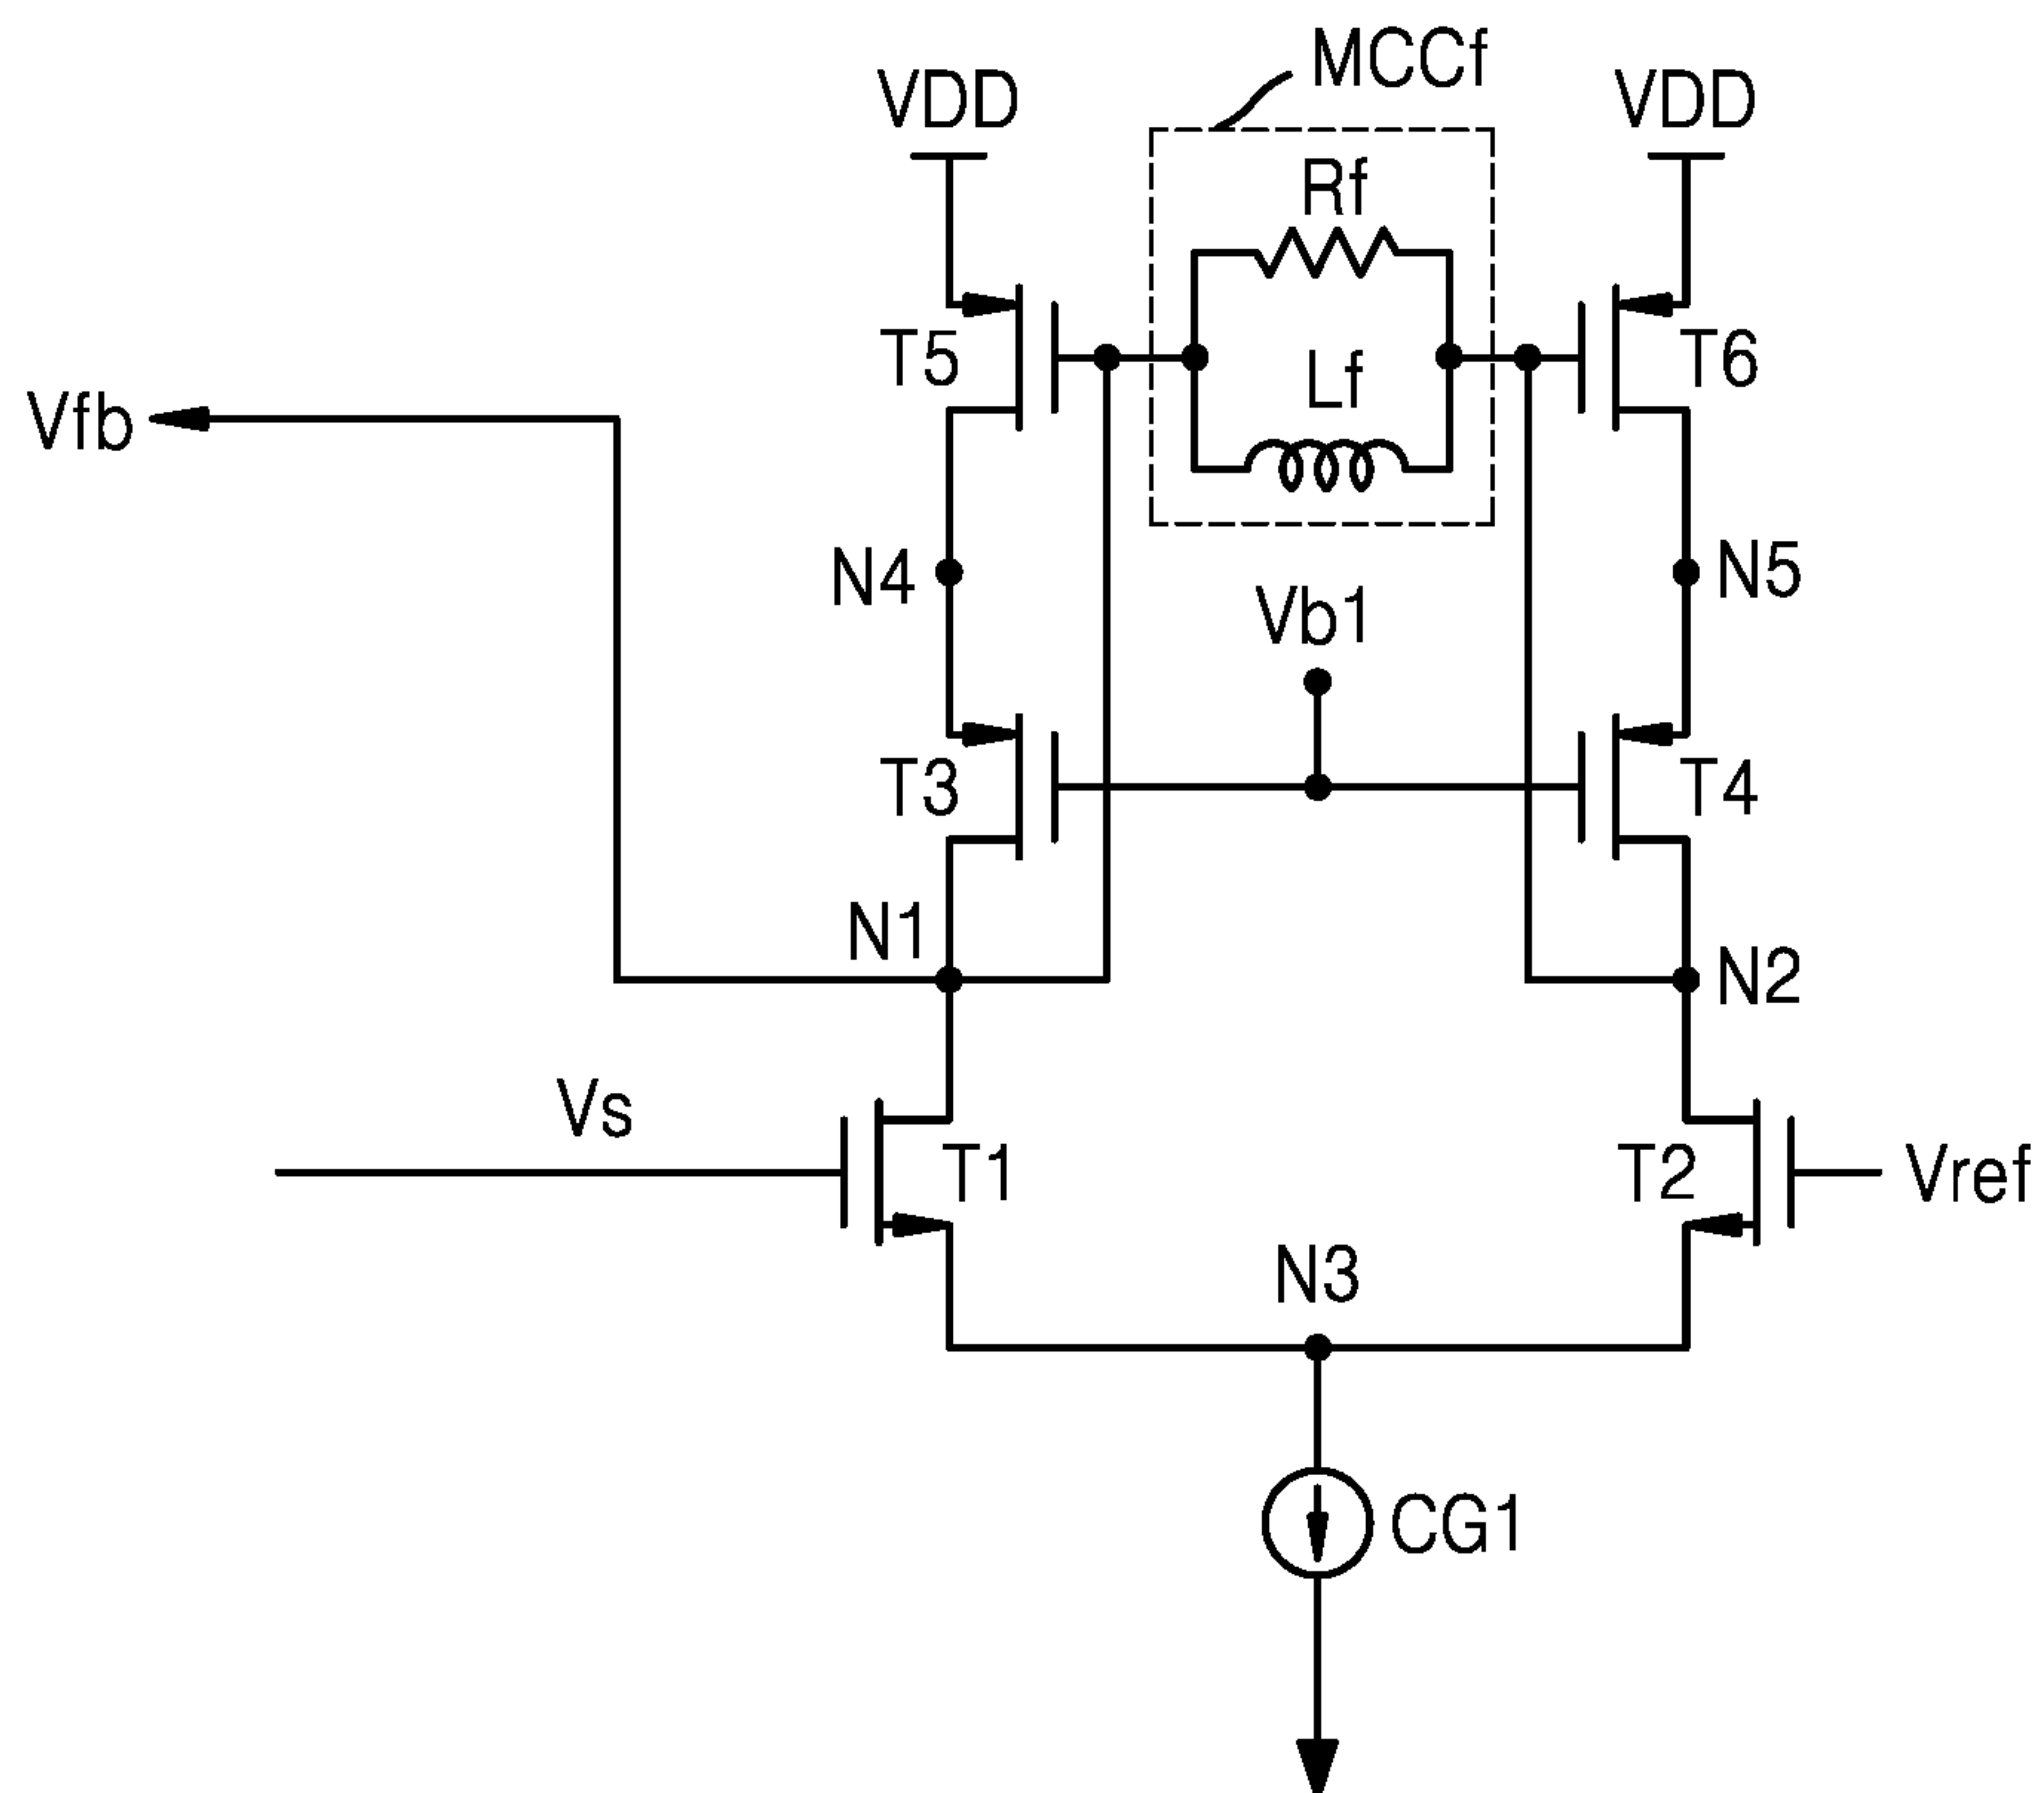 MCCf
VDD
VDD
Rf
T5
Lf
T6
Vfb
N4
N5
Vb1
T3
T4
N1
N2
Vs
T1
T2
Vref
N3
CG1